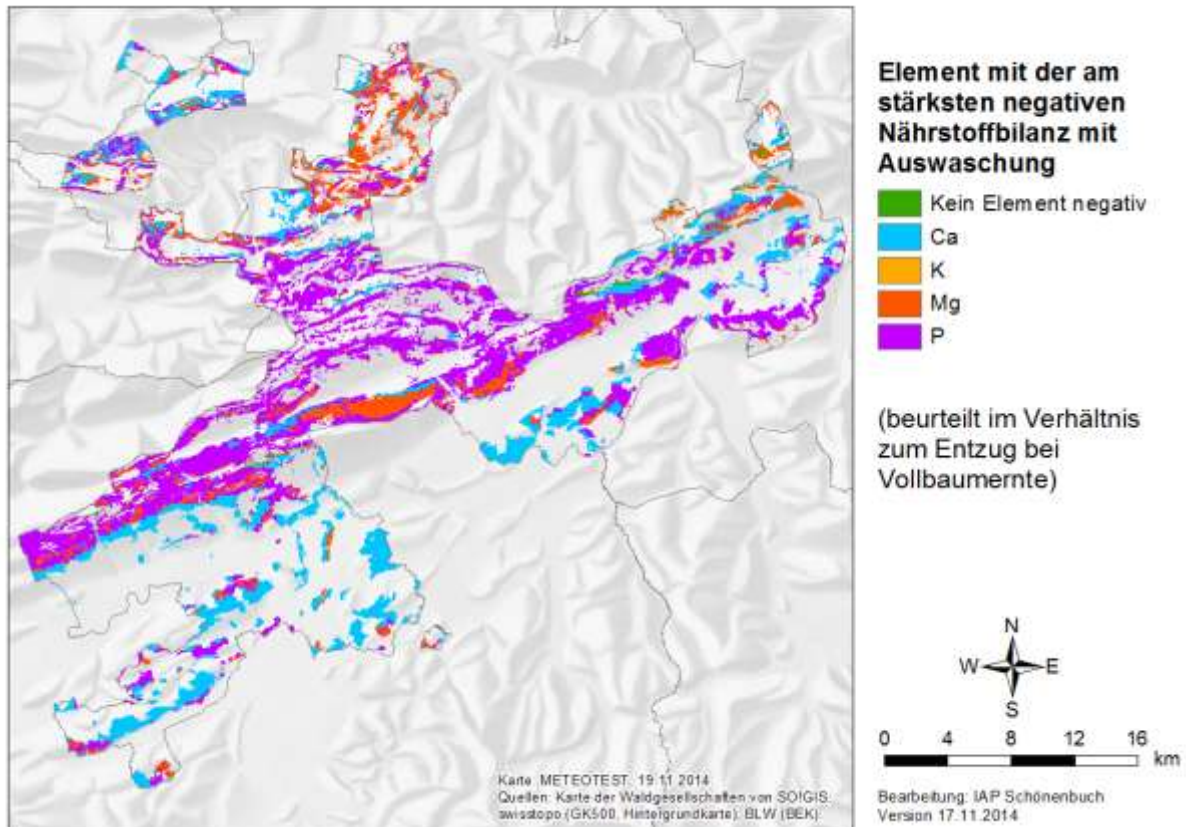 Element mit der am
stärksten negativen
Nährstoffbilanz mit
Auswaschung
Kein Element negativ
Ca
K
Mg
P
(beurteilt im Verhältnis
zum Entzug bei
Vollbaumernte)
N
W E
S
0 4 8 12 16
km
Bearbeitung: IAP Schönenbuch
Version 17.11.2014
Karte: METEOTEST, 19.11.2014
Quellen: Karte der Waldgesellschaften von SO!GIS,
swisstopo (GK500, Hintergrundkarte), BLW (BEK)